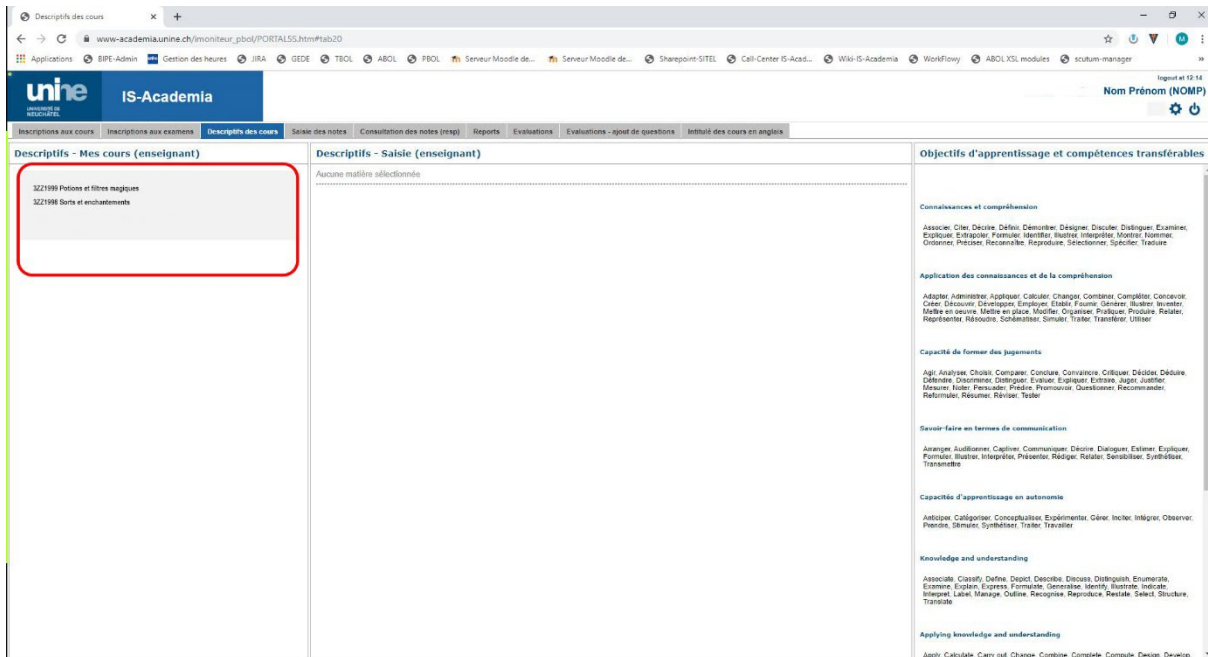 Descriptifs des cours
www-academia.unine.ch/imoniteur_pbol/PORTAL55.htm#tab20
Applications BIPE-Admin Gestion des heures JIRA GEDE TBOL ABOL PBOL Serveur Moodle de... Serveur Moodle de... Sharepoint-SITEL Call-Center IS-Acad... Wiki-IS-Academia WorkFlowy ABOL XSL modules scutum-manager
logout at 12:14
unine
UNIVERSITÉ DE
NEUCHÂTEL
IS-Academia
Nom Prénom (NOMP)
Inscriptions aux cours Inscriptions aux examens Descriptifs des cours Saisie des notes Consultation des notes (resp) Reports Evaluations Evaluations - ajout de questions Intitulé des cours en anglais
Descriptifs - Mes cours (enseignant)
3ZZ1999 Potions et filtres magiques
3ZZ1998 Sorts et enchantements
Descriptifs - Saisie (enseignant)
Aucune matière sélectionnée
Objectifs d'apprentissage et compétences transférables
Connaissances et compréhension
Associer, Citer, Décrire, Définir, Démontrer, Désigner, Discuter, Distinguer, Examiner,
Expliquer, Extrapoler, Formuler, Identifier, Illustrer, Interpréter, Montrer, Nommer,
Ordonner, Préciser, Reconnaître, Reproduire, Sélectionner, Spécifier, Traduire
Application des connaissances et de la compréhension
Adapter, Administrer, Appliquer, Calculer, Changer, Combiner, Compléter, Concevoir,
Créer, Découvrir, Développer, Employer, Etablir, Fournir, Générer, Illustrer, Inventer,
Mettre en oeuvre, Mettre en place, Modifier, Organiser, Pratiquer, Produire, Relater,
Représenter, Résoudre, Schématiser, Simuler, Traiter, Transférer, Utiliser
Capacité de former des jugements
Agir, Analyser, Choisir, Comparer, Conclure, Convaincre, Critiquer, Décider, Déduire,
Défendre, Discriminer, Distinguer, Evaluer, Expliquer, Extraire, Juger, Justifier,
Mesurer, Noter, Persuader, Prédire, Promouvoir, Questionner, Recommander,
Reformuler, Résumer, Réviser, Tester
Savoir-faire en termes de communication
Arranger, Auditionner, Captiver, Communiquer, Décrire, Dialoguer, Estimer, Expliquer,
Formuler, Illustrer, Interpréter, Présenter, Rédiger, Relater, Sensibiliser, Synthétiser,
Transmettre
Capacités d'apprentissage en autonomie
Anticiper, Catégoriser, Conceptualiser, Expérimenter, Gérer, Inciter, Intégrer, Observer,
Prendre, Stimuler, Synthétiser, Traiter, Travailler
Knowledge and understanding
Associate, Classify, Define, Depict, Describe, Discuss, Distinguish, Enumerate,
Examine, Explain, Express, Formulate, Generalise, Identify, Illustrate, Indicate,
Interpret, Label, Manage, Outline, Recognise, Reproduce, Restate, Select, Structure,
Translate
Applying knowledge and understanding
Apply, Calculate, Carry out, Change, Combine, Complete, Compute, Design, Develop,